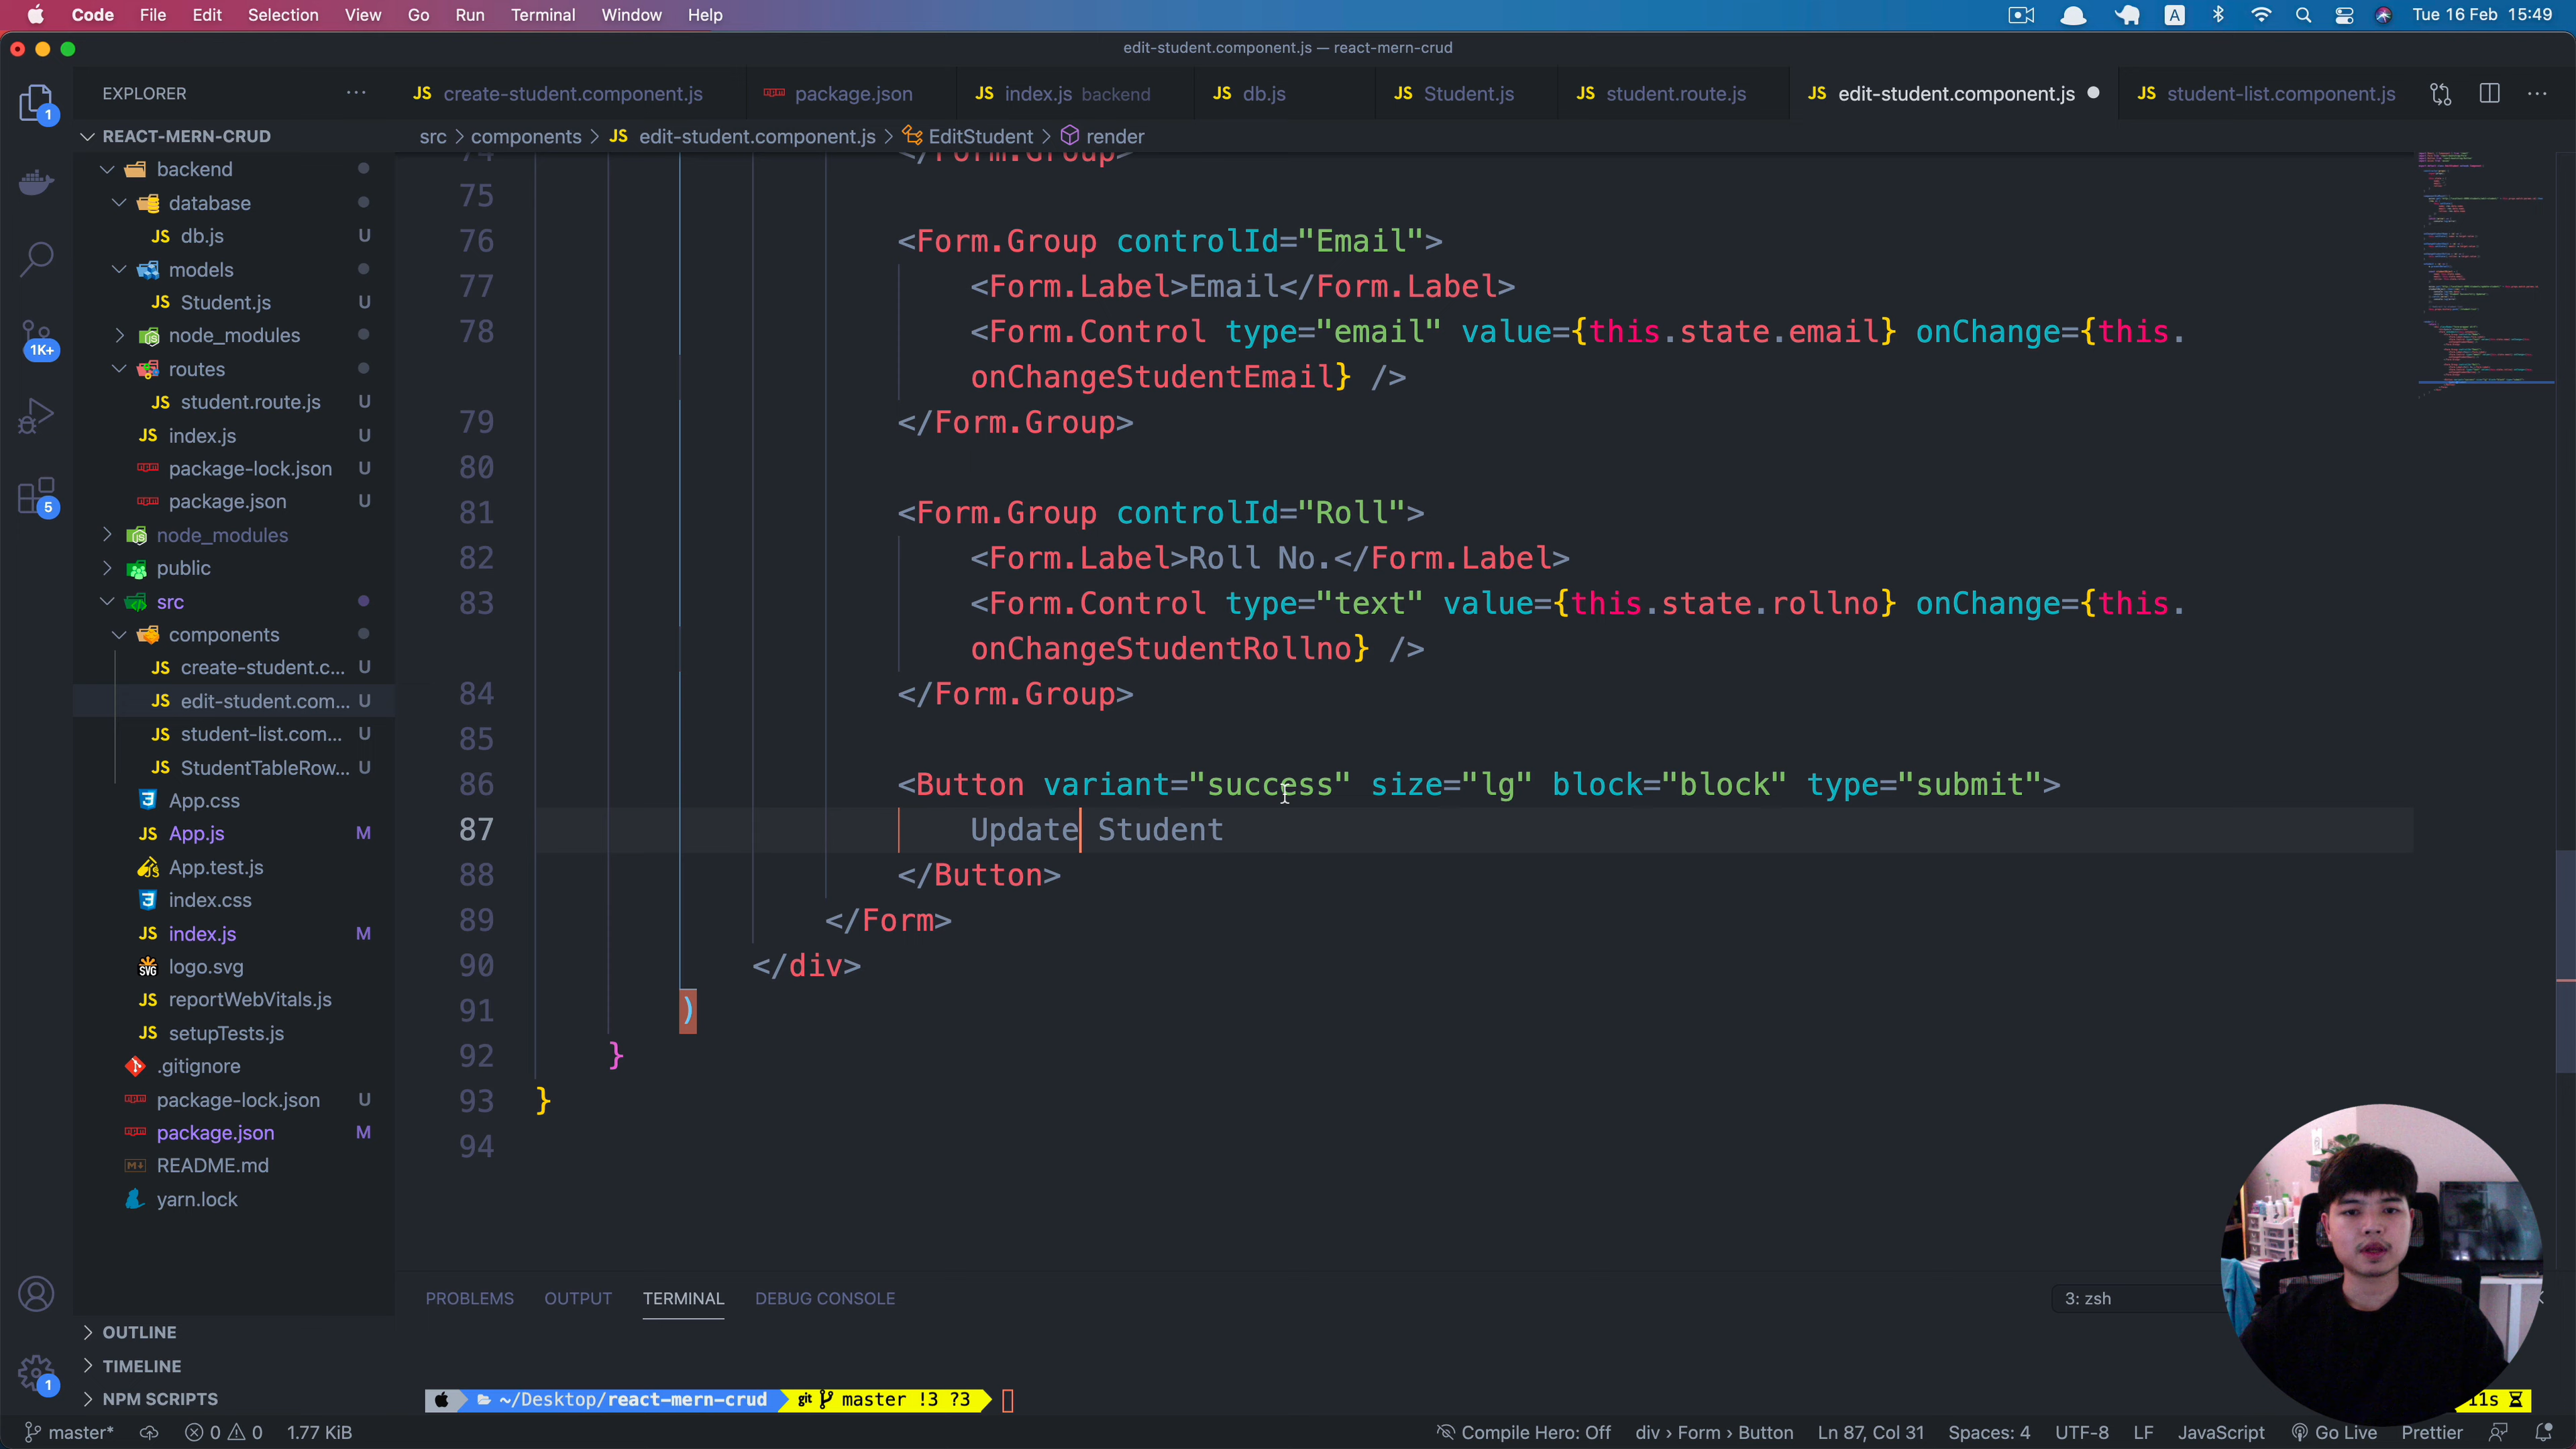 Code File Edit Selection View Go Run Terminal Window Help A Tue 16 Feb 15:49
edit-student.component.js — react-mern-crud
EXPLORER ···
JS create-student.component.js package.json JS index.js backend JS db.js JS Student.js JS student.route.js JS edit-student.component.js JS student-list.component.js ···
src > components > JS edit-student.component.js > EditStudent > render
1
1K+
5
1
REACT-MERN-CRUD
backend
database
JS db.js U
models
JS Student.js U
node_modules
routes
JS student.route.js U
JS index.js U
package-lock.json U
package.json U
node_modules
public
src
components
JS create-student.c... U
JS edit-student.com... U
JS student-list.com... U
JS StudentTableRow... U
App.css
JS App.js M
App.test.js
index.css
JS index.js M
SVG logo.svg
JS reportWebVitals.js
JS setupTests.js
.gitignore
package-lock.json U
package.json M
README.md
yarn.lock
OUTLINE
TIMELINE
NPM SCRIPTS
74 </Form.Group>
75
76 <Form.Group controlId="Email">
77 <Form.Label>Email</Form.Label>
78 <Form.Control type="email" value={this.state.email} onChange={this.
onChangeStudentEmail} />
79 </Form.Group>
80
81 <Form.Group controlId="Roll">
82 <Form.Label>Roll No.</Form.Label>
83 <Form.Control type="text" value={this.state.rollno} onChange={this.
onChangeStudentRollno} />
84 </Form.Group>
85
86 <Button variant="success" size="lg" block="block" type="submit">
87 Update Student
88 </Button>
89 </Form>
90 </div>
91 )
92 }
93 }
94
PROBLEMS OUTPUT TERMINAL DEBUG CONSOLE 3: zsh
~/Desktop/react-mern-crud git master !3 ?3
master* 0 0 1.77 KiB Compile Hero: Off div › Form › Button Ln 87, Col 31 Spaces: 4 UTF-8 LF JavaScript Go Live Prettier